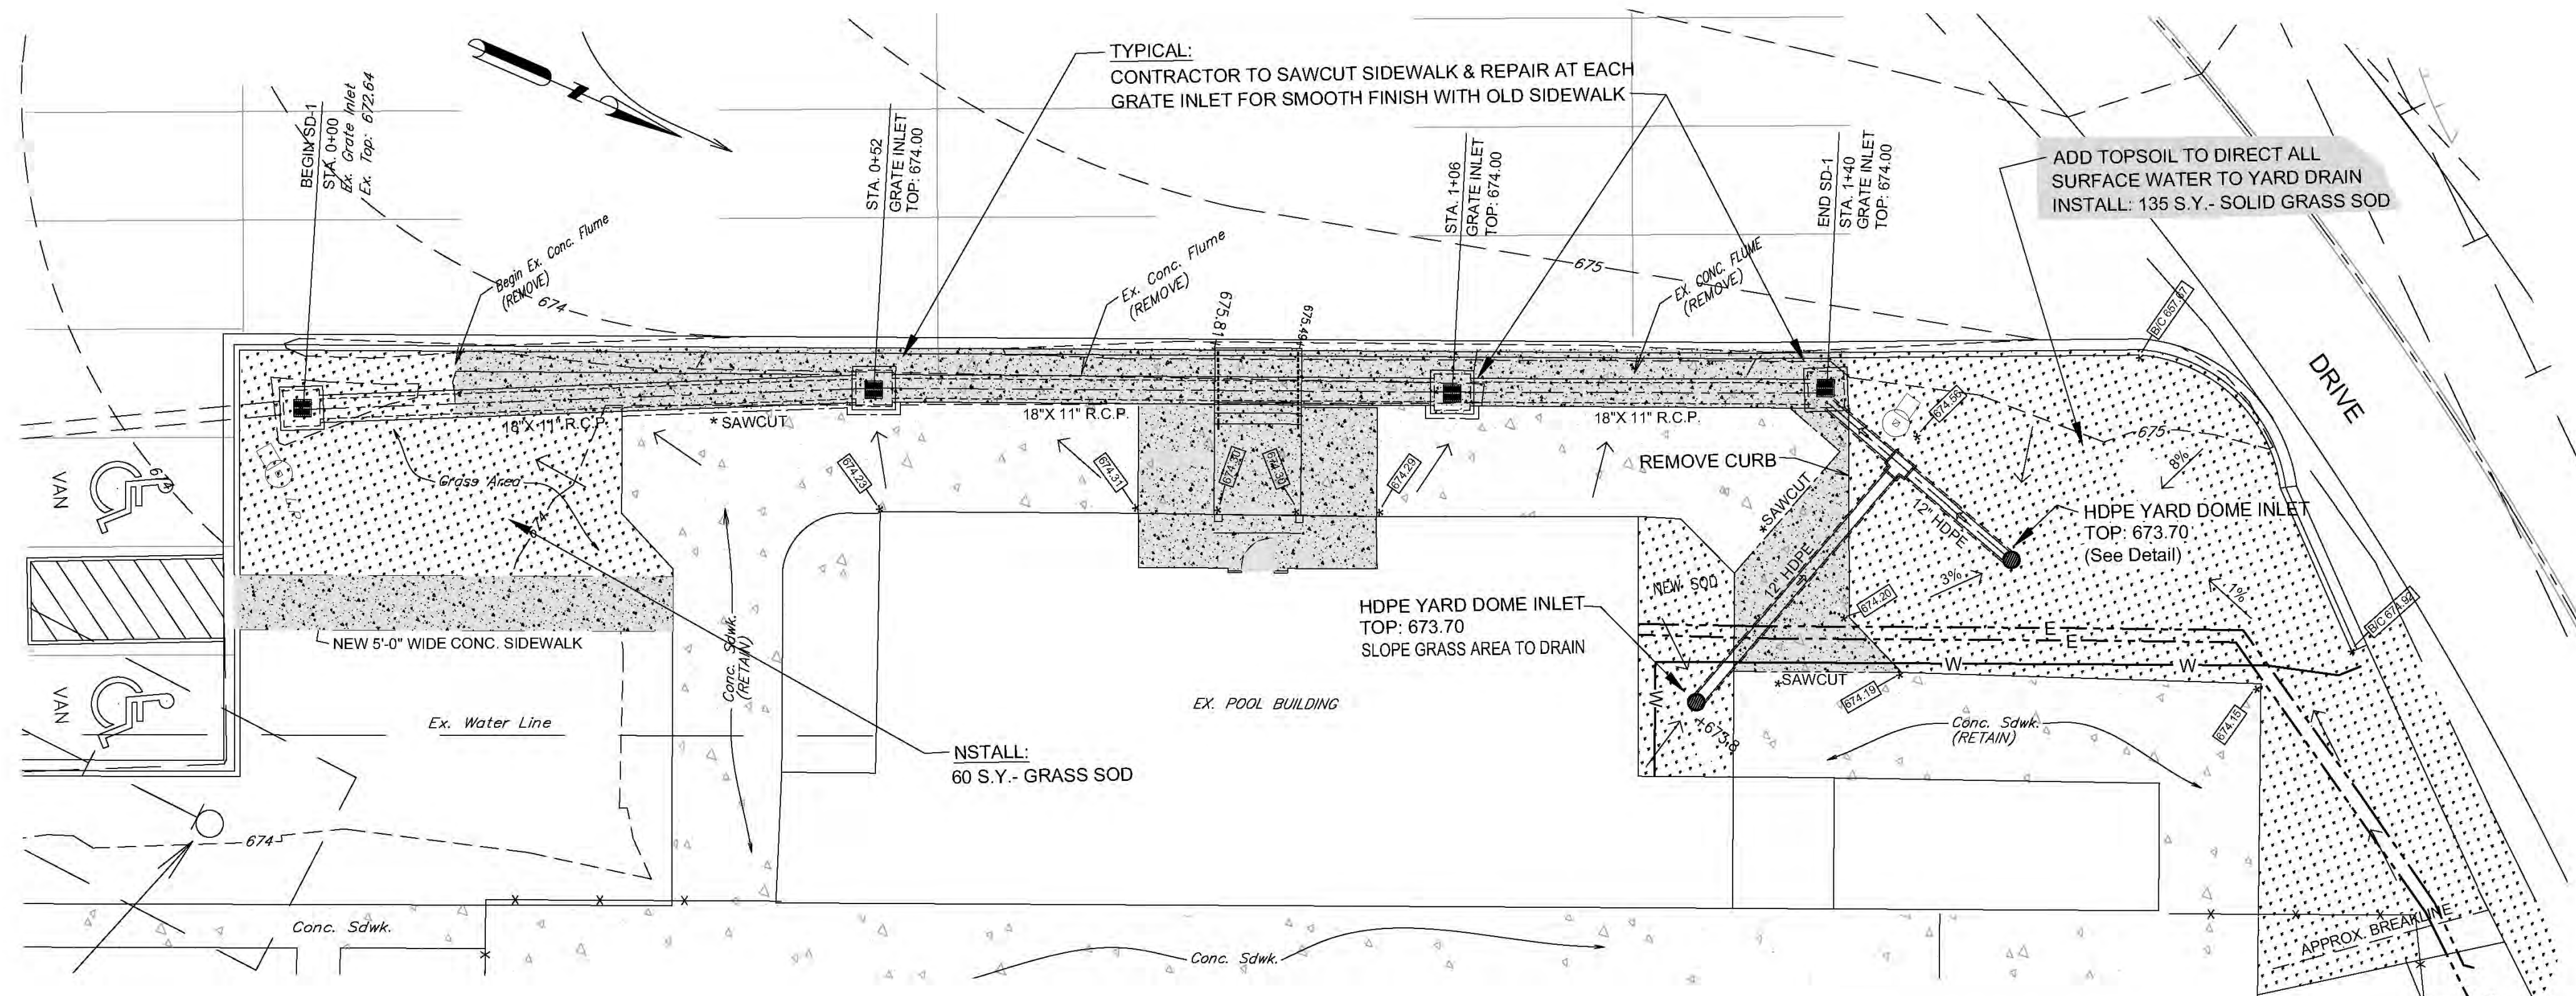 TYPICAL:
CONTRACTOR TO SAWCUT SIDEWALK & REPAIR AT EACH
GRATE INLET FOR SMOOTH FINISH WITH OLD SIDEWALK
BEGIN SD-1
STA. 0+00
Ex. Grate Inlet
Ex. Top: 672.64
STA. 0+52
GRATE INLET
TOP: 674.00
STA. 1+06
GRATE INLET
TOP: 674.00
END SD-1
STA. 1+40
GRATE INLET
TOP: 674.00
ADD TOPSOIL TO DIRECT ALL
SURFACE WATER TO YARD DRAIN
INSTALL: 135 S.Y.- SOLID GRASS SOD
Begin Ex. Conc. Flume
(REMOVE)
674
Ex. Conc. Flume
(REMOVE)
675.81
675.49
EX. CONC. FLUME
(REMOVE)
675
B/C 657.67
DRIVE
18"X 11" R.C.P.
* SAWCUT
18"X 11" R.C.P.
18"X 11" R.C.P.
674.56
675
8%
VAN
674
L.P.
Grass Area
674
674.23
674.31
674.30
674.30
674.29
REMOVE CURB
*SAWCUT
12" HDPE
HDPE YARD DOME INLET
TOP: 673.70
(See Detail)
12" HDPE
3%
1%
NEW SOD
674.20
B/C 674.92
HDPE YARD DOME INLET
TOP: 673.70
SLOPE GRASS AREA TO DRAIN
NEW 5'-0" WIDE CONC. SIDEWALK
E
E
W
W
W
*SAWCUT
674.19
674.15
+673.8
VAN
Conc. Sdwk.
(RETAIN)
Ex. Water Line
EX. POOL BUILDING
Conc. Sdwk.
(RETAIN)
NSTALL:
60 S.Y.- GRASS SOD
674
Conc. Sdwk.
Conc. Sdwk.
APPROX. BREAKLINE